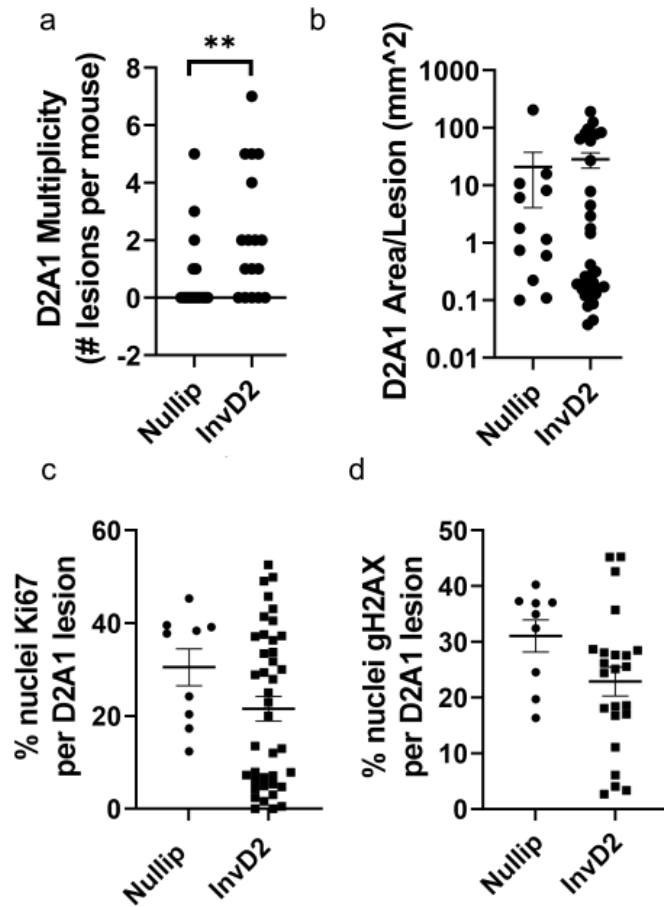 a
**
D2A1 Multiplicity
(# lesions per mouse)
8
6
4
2
0
-2
Nullip
InvD2
b
D2A1 Area/Lesion (mm^2)
1000
100
10
1
0.1
0.01
Nullip
InvD2
c
% nuclei Ki67
per D2A1 lesion
60
40
20
0
Nullip
InvD2
d
% nuclei gH2AX
per D2A1 lesion
50
40
30
20
10
0
Nullip
InvD2